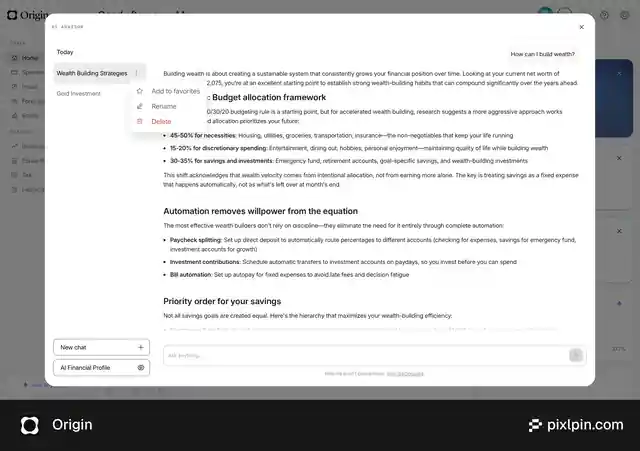 Origin
Home
AI ADVISOR
Today
Wealth Building Strategies
Gold Investment
Add to favorites
Rename
Delete
How can I build wealth?
Building wealth is about creating a sustainable system that consistently grows your financial position over time. Looking at your current net worth of
2,075, you're at an excellent starting point to establish strong wealth-building habits that can compound significantly over the years ahead.
Budget allocation framework
0/30/20 budgeting rule is a starting point, but for accelerated wealth building, research suggests a more aggressive approach works
allocation prioritizes your future:
45-50% for necessities: Housing, utilities, groceries, transportation, insurance—the non-negotiables that keep your life running
15-20% for discretionary spending: Entertainment, dining out, hobbies, personal enjoyment—maintaining quality of life while building wealth
30-35% for savings and investments: Emergency fund, retirement accounts, goal-specific savings, and wealth-building investments
This shift acknowledges that wealth velocity comes from intentional allocation, not from earning more alone. The key is treating savings as a fixed expense
that happens automatically, not as what's left over at month's end.
Automation removes willpower from the equation
The most effective wealth builders don't rely on discipline—they eliminate the need for it entirely through complete automation:
Paycheck splitting: Set up direct deposit to automatically route percentages to different accounts (checking for expenses, savings for emergency fund,
investment accounts for growth)
Investment contributions: Schedule automatic transfers to investment accounts on paydays, so you invest before you can spend
Bill automation: Set up autopay for fixed expenses to avoid late fees and decision fatigue
Priority order for your savings
Not all savings goals are created equal. Here's the hierarchy that maximizes your wealth-building efficiency:
New chat
AI Financial Profile
Ask anything...
Origin
pixlpin.com